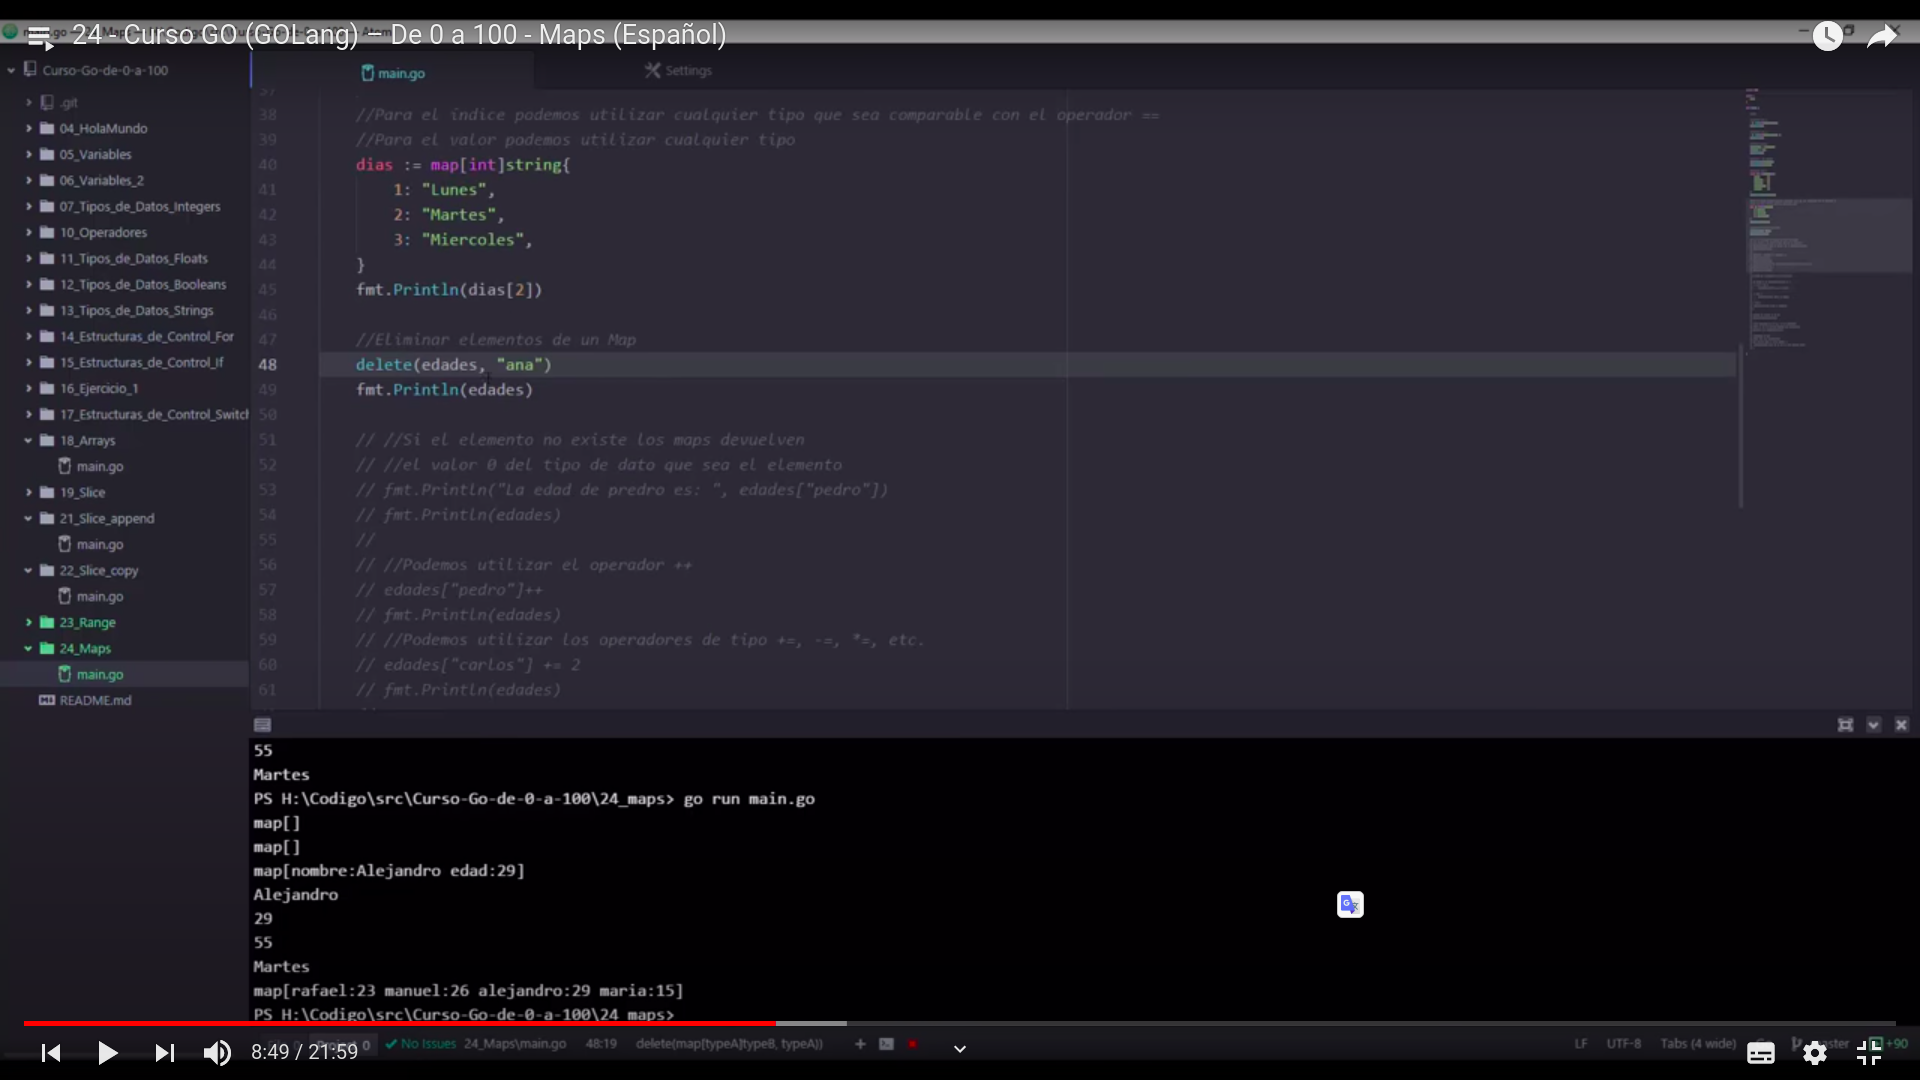 24 - Curso GO (GOLang) – De 0 a 100 - Maps (Español)
Curso-Go-de-0-a-100
.git
04_HolaMundo
05_Variables
06_Variables_2
07_Tipos_de_Datos_Integers
10_Operadores
11_Tipos_de_Datos_Floats
12_Tipos_de_Datos_Booleans
13_Tipos_de_Datos_Strings
14_Estructuras_de_Control_For
15_Estructuras_de_Control_If
16_Ejercicio_1
17_Estructuras_de_Control_Switch
18_Arrays
main.go
19_Slice
21_Slice_append
main.go
22_Slice_copy
main.go
23_Range
24_Maps
main.go
README.md
main.go
Settings
37
38 //Para el índice podemos utilizar cualquier tipo que sea comparable con el operador ==
39 //Para el valor podemos utilizar cualquier tipo
40 dias := map[int]string{
41 1: "Lunes",
42 2: "Martes",
43 3: "Miercoles",
44 }
45 fmt.Println(dias[2])
46
47 //Eliminar elementos de un Map
48 delete(edades, "ana")
49 fmt.Println(edades)
50
51 // //Si el elemento no existe los maps devuelven
52 // //el valor 0 del tipo de dato que sea el elemento
53 // fmt.Println("La edad de predro es: ", edades["pedro"])
54 // fmt.Println(edades)
55 //
56 // //Podemos utilizar el operador ++
57 // edades["pedro"]++
58 // fmt.Println(edades)
59 // //Podemos utilizar los operadores de tipo +=, -=, *=, etc.
60 // edades["carlos"] += 2
61 // fmt.Println(edades)
55
Martes
PS H:\Codigo\src\Curso-Go-de-0-a-100\24_maps> go run main.go
map[]
map[]
map[nombre:Alejandro edad:29]
Alejandro
29
55
Martes
map[rafael:23 manuel:26 alejandro:29 maria:15]
PS H:\Codigo\src\Curso-Go-de-0-a-100\24_maps>
8:49 / 21:59
0 No Issues 24_Maps\main.go 48:19 delete(map[typeA]typeB, typeA)) + LF UTF-8 Tabs (4 wide) master +90